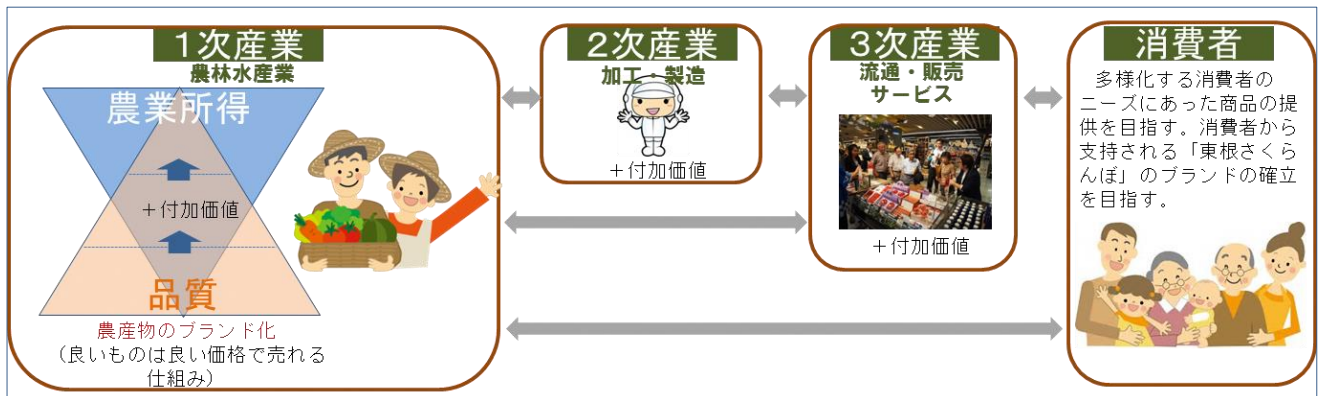 1次産業
農林水産業
農業所得
+付加価値
品質
農産物のブランド化
(良いものは良い価格で売れる
仕組み)
2次産業
加工・製造
+付加価値
3次産業
流通・販売
サービス
+付加価値
消費者
多様化する消費者の
ニーズにあった商品の提
供を目指す。消費者から
支持される「東根さくら
んぼ」のブランドの確立
を目指す。